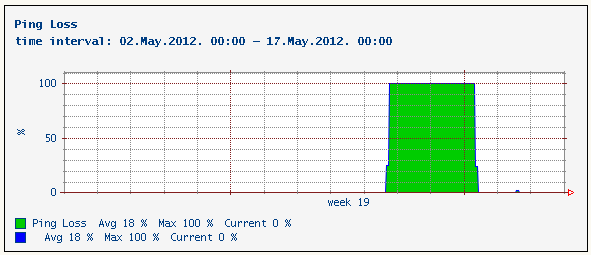 Ping Loss
time interval: 02.May.2012. 00:00 – 17.May.2012. 00:00
100
%
50
0
week 19
Ping Loss Avg 18 % Max 100 % Current 0 %
Avg 18 % Max 100 % Current 0 %